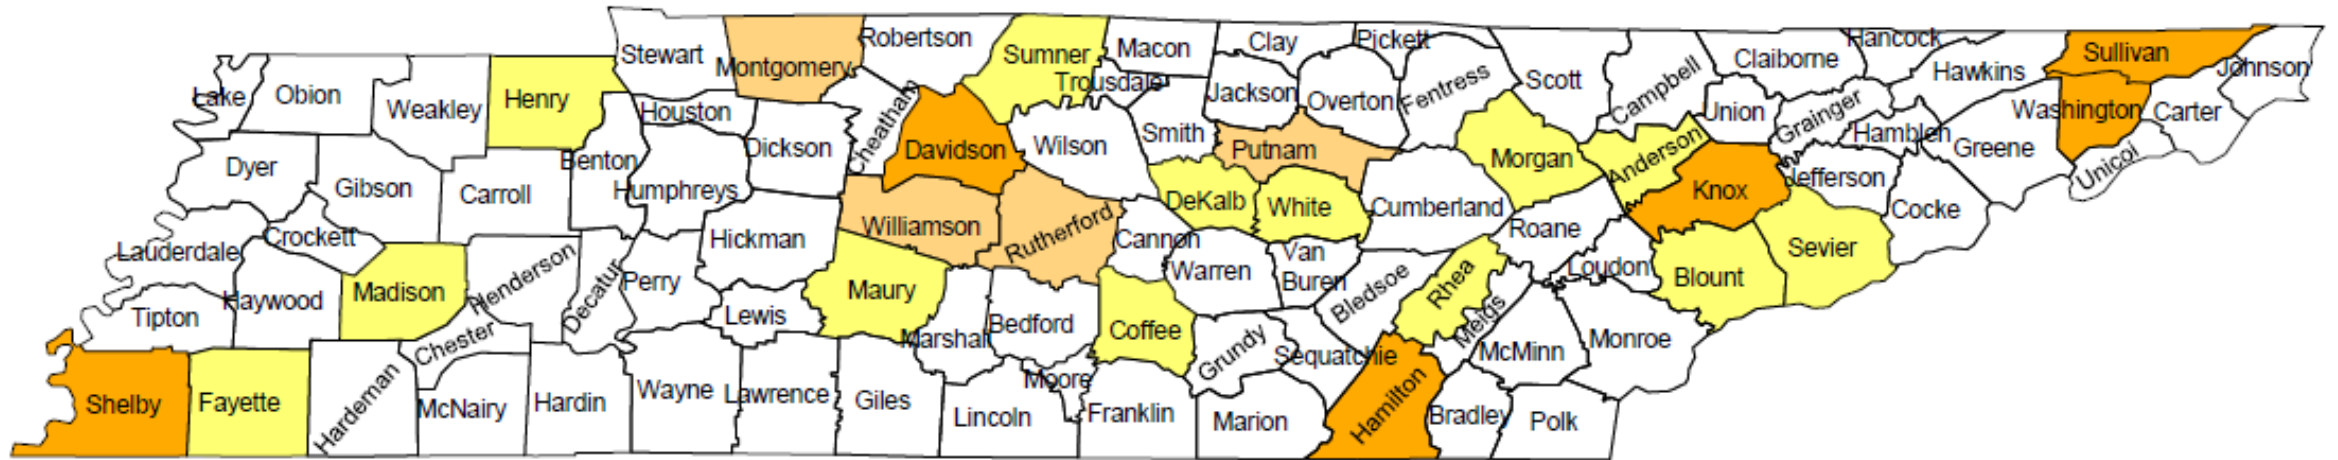 Stewart
Montgomery
Robertson
Sumner
Trousdale
Macon
Clay
Pickett
Scott
Campbell
Claiborne
Hancock
Hawkins
Sullivan
Johnson
Lake
Obion
Weakley
Henry
Houston
Dickson
Cheatham
Davidson
Wilson
Smith
Jackson
Overton
Fentress
Putnam
Morgan
Anderson
Union
Grainger
Hamblen
Greene
Washington
Carter
Unicoi
Dyer
Gibson
Carroll
Benton
Humphreys
Williamson
Rutherford
DeKalb
White
Cumberland
Roane
Knox
Jefferson
Cocke
Lauderdale
Crockett
Haywood
Madison
Henderson
Decatur
Perry
Hickman
Lewis
Maury
Cannon
Warren
Van
Buren
Bledsoe
Rhea
Meigs
Loudon
Blount
Sevier
Tipton
Chester
Marshall
Bedford
Coffee
Grundy
Sequatchie
McMinn
Monroe
Shelby
Fayette
Hardeman
McNairy
Hardin
Wayne
Lawrence
Giles
Lincoln
Moore
Franklin
Marion
Hamilton
Bradley
Polk